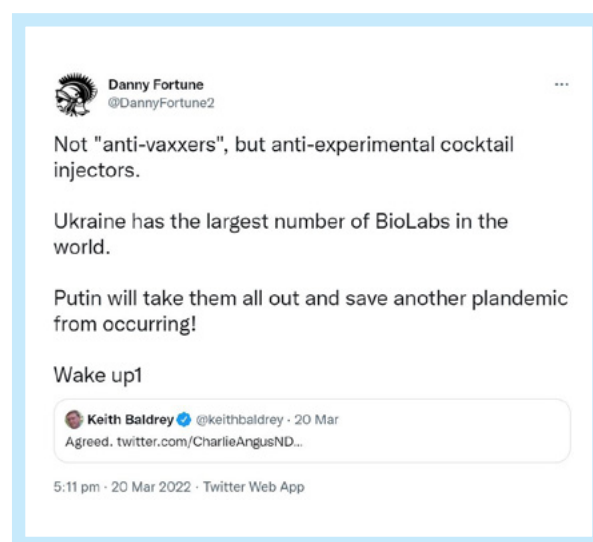 Danny Fortune
@DannyFortune2
Not "anti-vaxxers", but anti-experimental cocktail
injectors.
Ukraine has the largest number of BioLabs in the
world.
Putin will take them all out and save another plandemic
from occurring!
Wake up1
Keith Baldrey @keithbaldrey · 20 Mar
Agreed. twitter.com/CharlieAngusND...
5:11 pm · 20 Mar 2022 · Twitter Web App